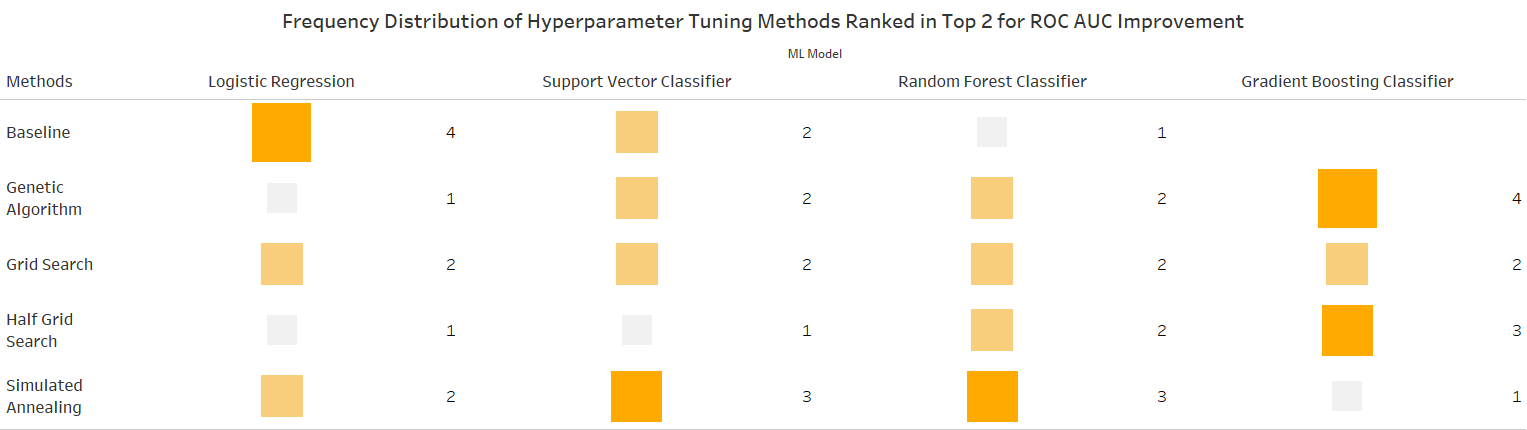 Frequency Distribution of Hyperparameter Tuning Methods Ranked in Top 2 for ROC AUC Improvement
ML Model
Methods Logistic Regression Support Vector Classifier Random Forest Classifier Gradient Boosting Classifier
Baseline 4 2 1
Genetic
Algorithm 1 2 2 4
Grid Search 2 2 2 2
Half Grid
Search 1 1 2 3
Simulated
Annealing 2 3 3 1